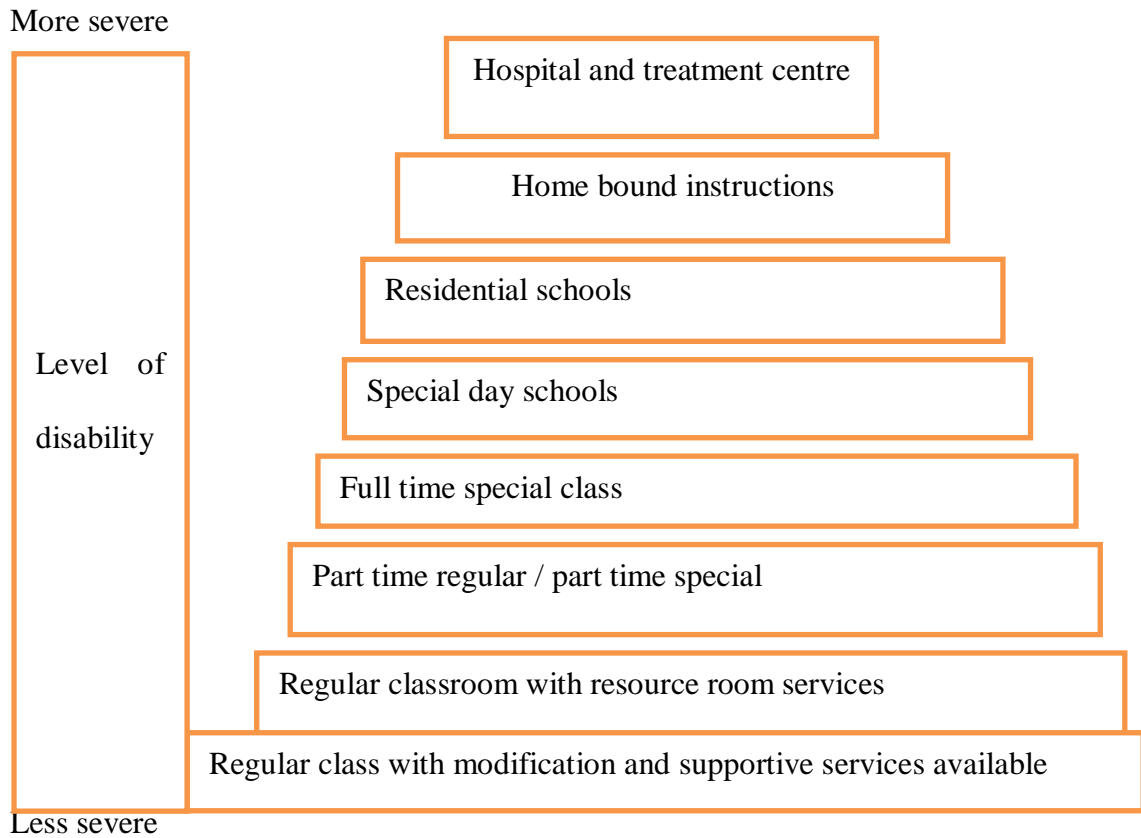 More severe
Hospital and treatment centre
Home bound instructions
Residential schools
Level of
disability
Special day schools
Full time special class
Part time regular / part time special
Regular classroom with resource room services
Regular class with modification and supportive services available
Less severe